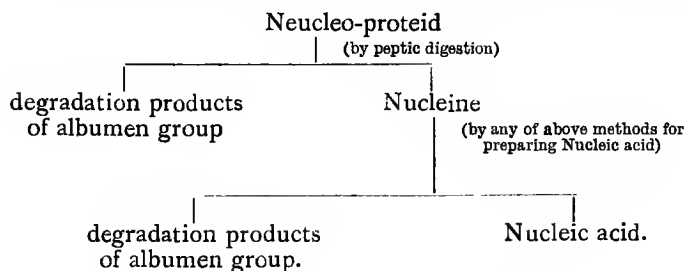 Neucleo-proteid
(by peptic digestion)
degradation products
of albumen group
Nucleine
(by any of above methods for
preparing Nucleic acid)
degradation products
of albumen group.
Nucleic acid.